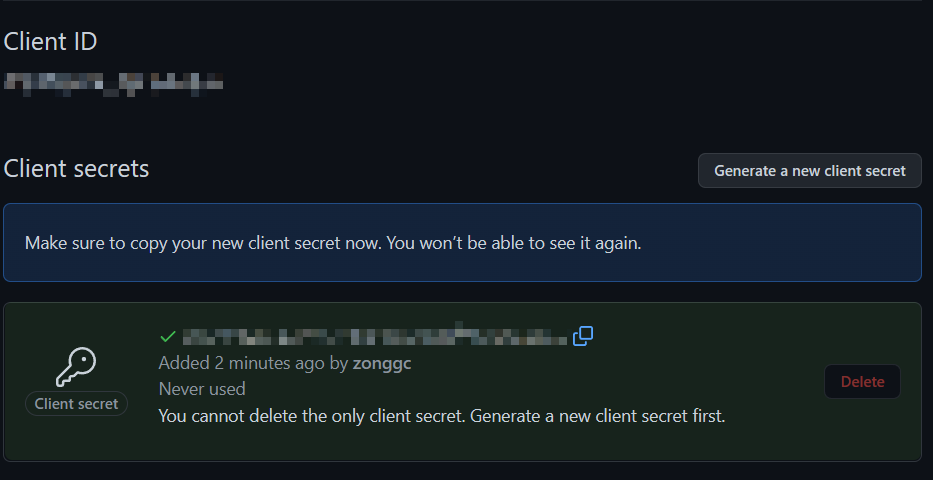 Client ID
Client secrets
Generate a new client secret
Make sure to copy your new client secret now. You won’t be able to see it again.
Added 2 minutes ago by zonggc
Never used
Client secret
You cannot delete the only client secret. Generate a new client secret first.
Delete